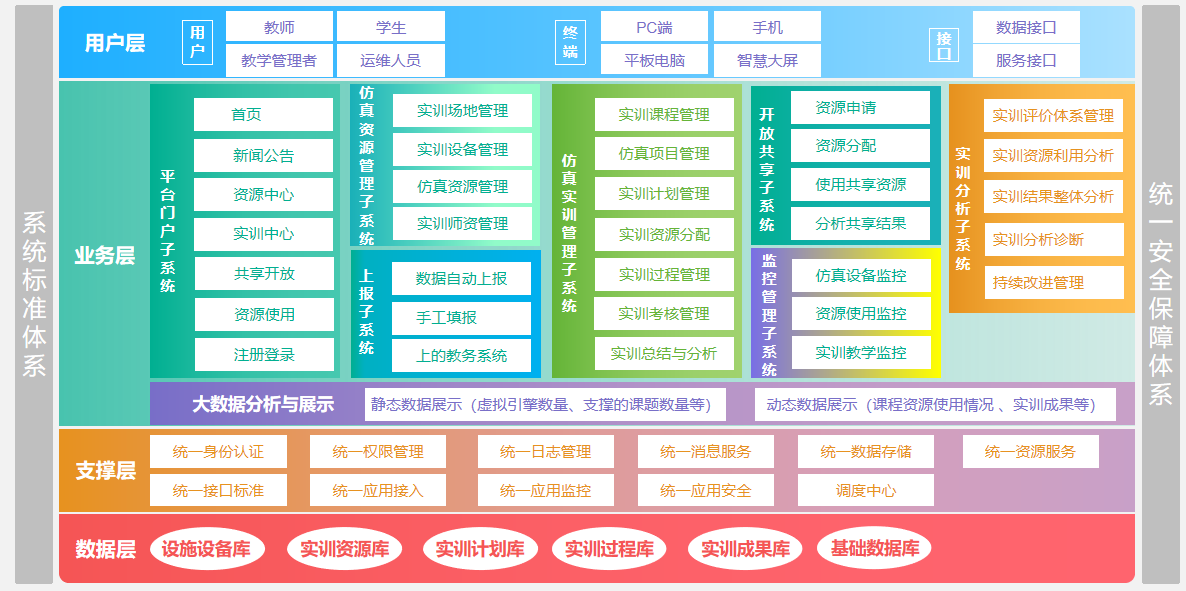 系统标准体系
用户层
用户
教师
学生
教学管理者
运维人员
终端
PC端
手机
平板电脑
智慧大屏
接口
数据接口
服务接口
业务层
平台门户子系统
首页
新闻公告
资源中心
实训中心
共享开放
资源使用
注册登录
仿真资源管理子系统
实训场地管理
实训设备管理
仿真资源管理
实训师资管理
上报子系统
数据自动上报
手工填报
上的教务系统
仿真实训管理子系统
实训课程管理
仿真项目管理
实训计划管理
实训资源分配
实训过程管理
实训考核管理
实训总结与分析
开放共享子系统
资源申请
资源分配
使用共享资源
分析共享结果
监控管理子系统
仿真设备监控
资源使用监控
实训教学监控
实训分析子系统
实训评价体系管理
实训资源利用分析
实训结果整体分析
实训分析诊断
持续改进管理
大数据分析与展示
静态数据展示（虚拟引擎数量、支撑的课题数量等）
动态数据展示（课程资源使用情况 、实训成果等）
支撑层
统一身份认证
统一权限管理
统一日志管理
统一消息服务
统一数据存储
统一资源服务
统一接口标准
统一应用接入
统一应用监控
统一应用安全
调度中心
数据层
设施设备库
实训资源库
实训计划库
实训过程库
实训成果库
基础数据库
统一安全保障体系